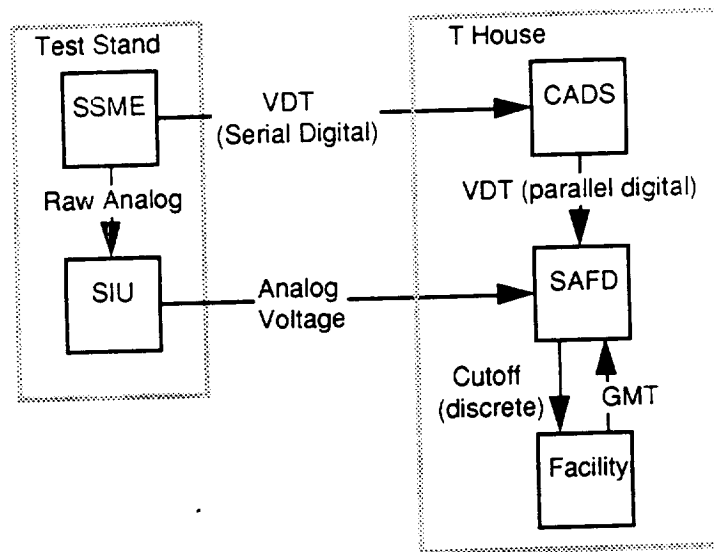 Test Stand
T House
SSME
VDT
(Serial Digital)
CADS
Raw Analog
VDT (parallel digital)
SIU
Analog
Voltage
SAFD
Cutoff
(discrete)
GMT
Facility